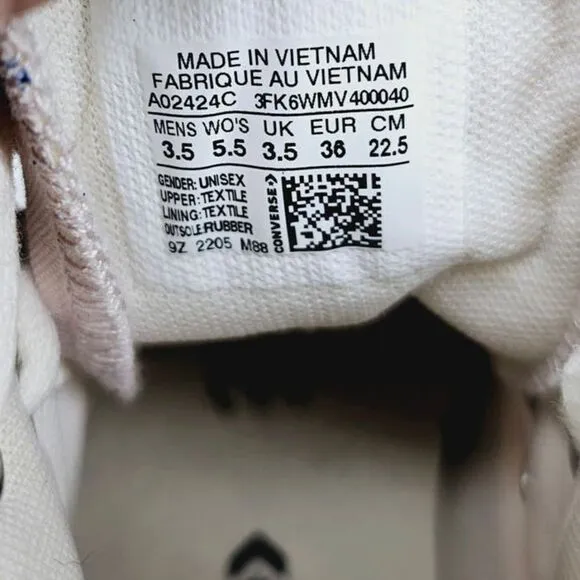 MADE IN VIETNAM
FABRIQUE AU VIETNAM
A02424C 3FK6WMV400040
MENS WO'S UK EUR CM
3.5 5.5 3.5 36 22.5
GENDER: UNISEX
UPPER: TEXTILE
LINING: TEXTILE
OUTSOLE:RUBBER
9Z 2205 M88
CONVERSE